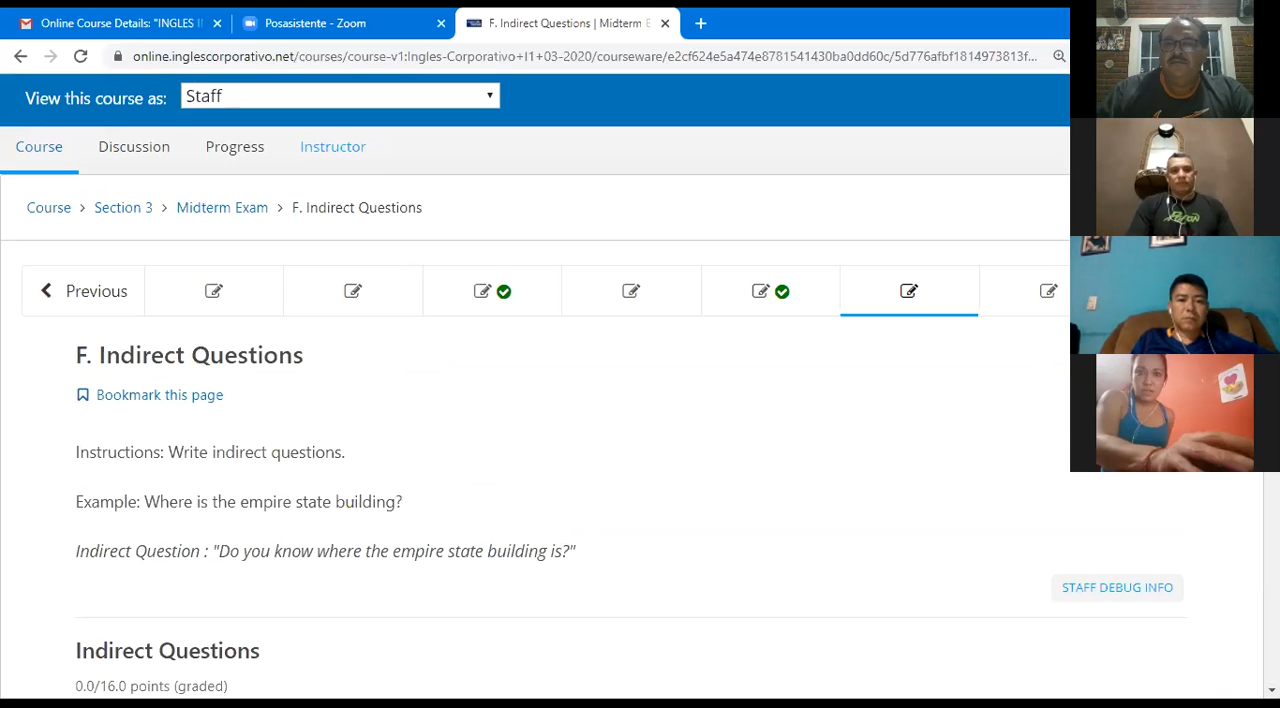 Online Course Details: "INGLES I
Posasistente - Zoom
F. Indirect Questions | Midterm E
online.inglescorporativo.net/courses/course-v1:Ingles-Corporativo+I1+03-2020/courseware/e2cf624e5a474e8781541430ba0dd60c/5d776afbf1814973813f...
View this course as: Staff
Course Discussion Progress Instructor
Course > Section 3 > Midterm Exam > F. Indirect Questions
Previous
F. Indirect Questions
Bookmark this page
Instructions: Write indirect questions.
Example: Where is the empire state building?
Indirect Question : "Do you know where the empire state building is?"
STAFF DEBUG INFO
Indirect Questions
0.0/16.0 points (graded)